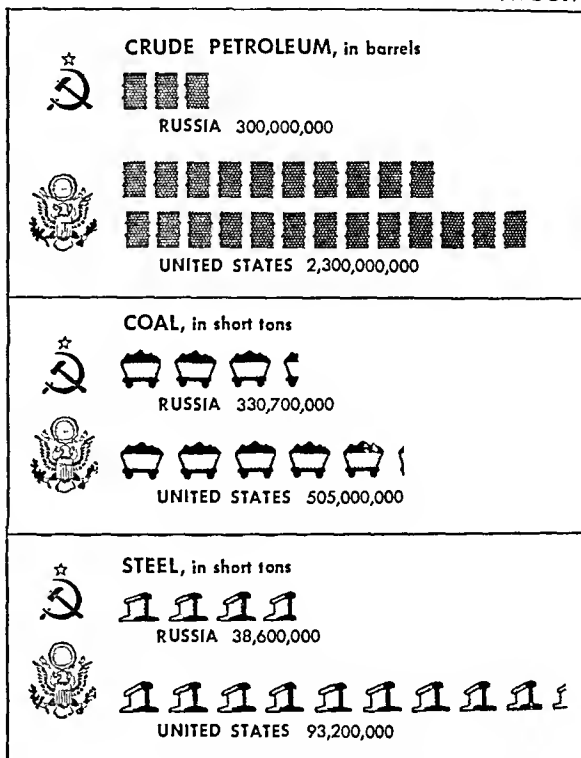 CRUDE PETROLEUM, in barrels
RUSSIA 300,000,000
UNITED STATES 2,300,000,000
COAL, in short tons
RUSSIA 330,700,000
UNITED STATES 505,000,000
STEEL, in short tons
RUSSIA 38,600,000
UNITED STATES 93,200,000